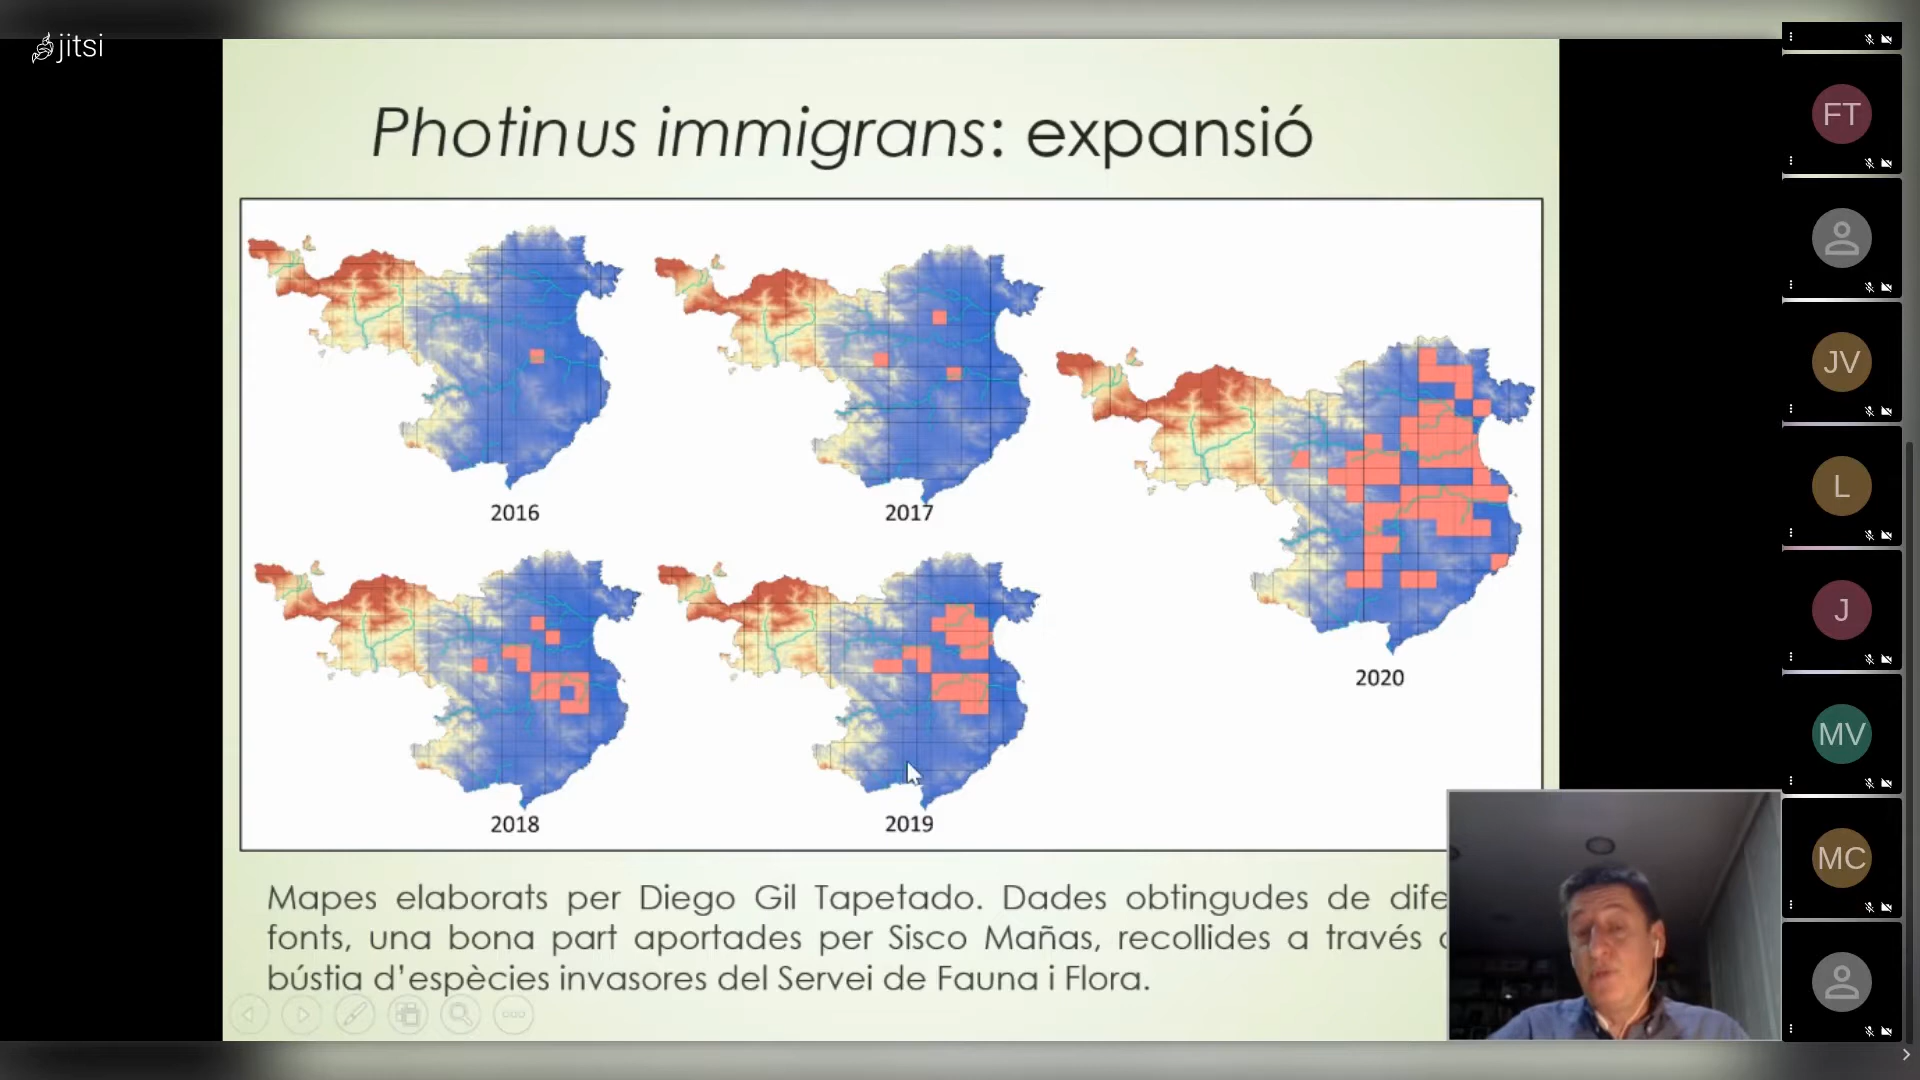 jitsi
Photinus immigrans: expansió
2016
2017
2020
2018
2019
Mapes elaborats per Diego Gil Tapetado. Dades obtingudes de dife
fonts, una bona part aportades per Sisco Mañas, recollides a través
bústia d'espècies invasores del Servei de Fauna i Flora.
FT
JV
L
J
MV
MC